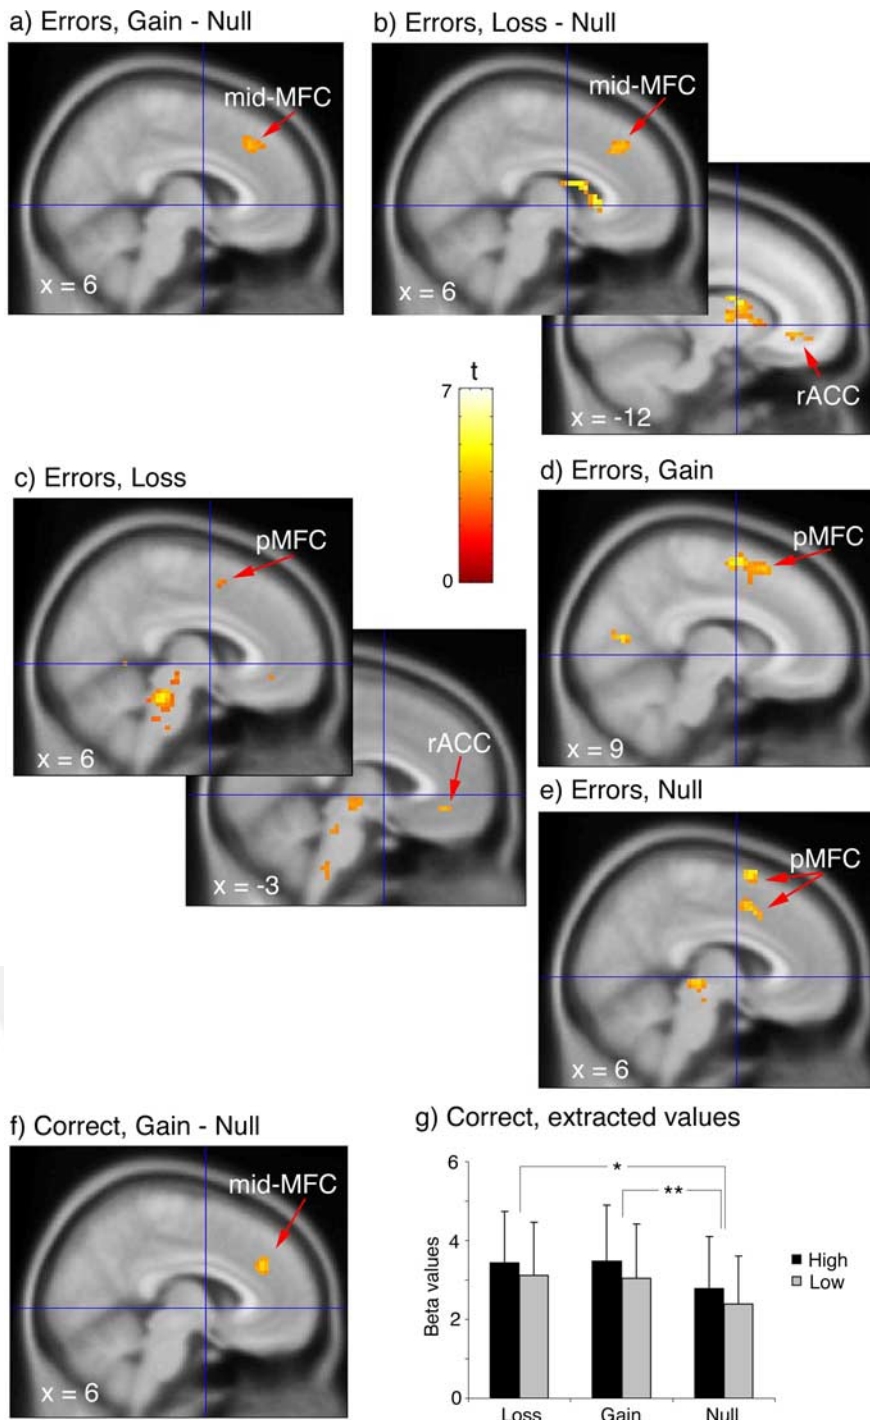 a) Errors, Gain - Null
mid-MFC
x = 6
b) Errors, Loss - Null
mid-MFC
x = 6
rACC
x = -12
t
7
0
c) Errors, Loss
pMFC
x = 6
rACC
x = -3
d) Errors, Gain
pMFC
x = 9
e) Errors, Null
pMFC
x = 6
f) Correct, Gain - Null
mid-MFC
x = 6
g) Correct, extracted values
Beta values
6
4
2
0
*
**
High
Low
Loss Gain Null